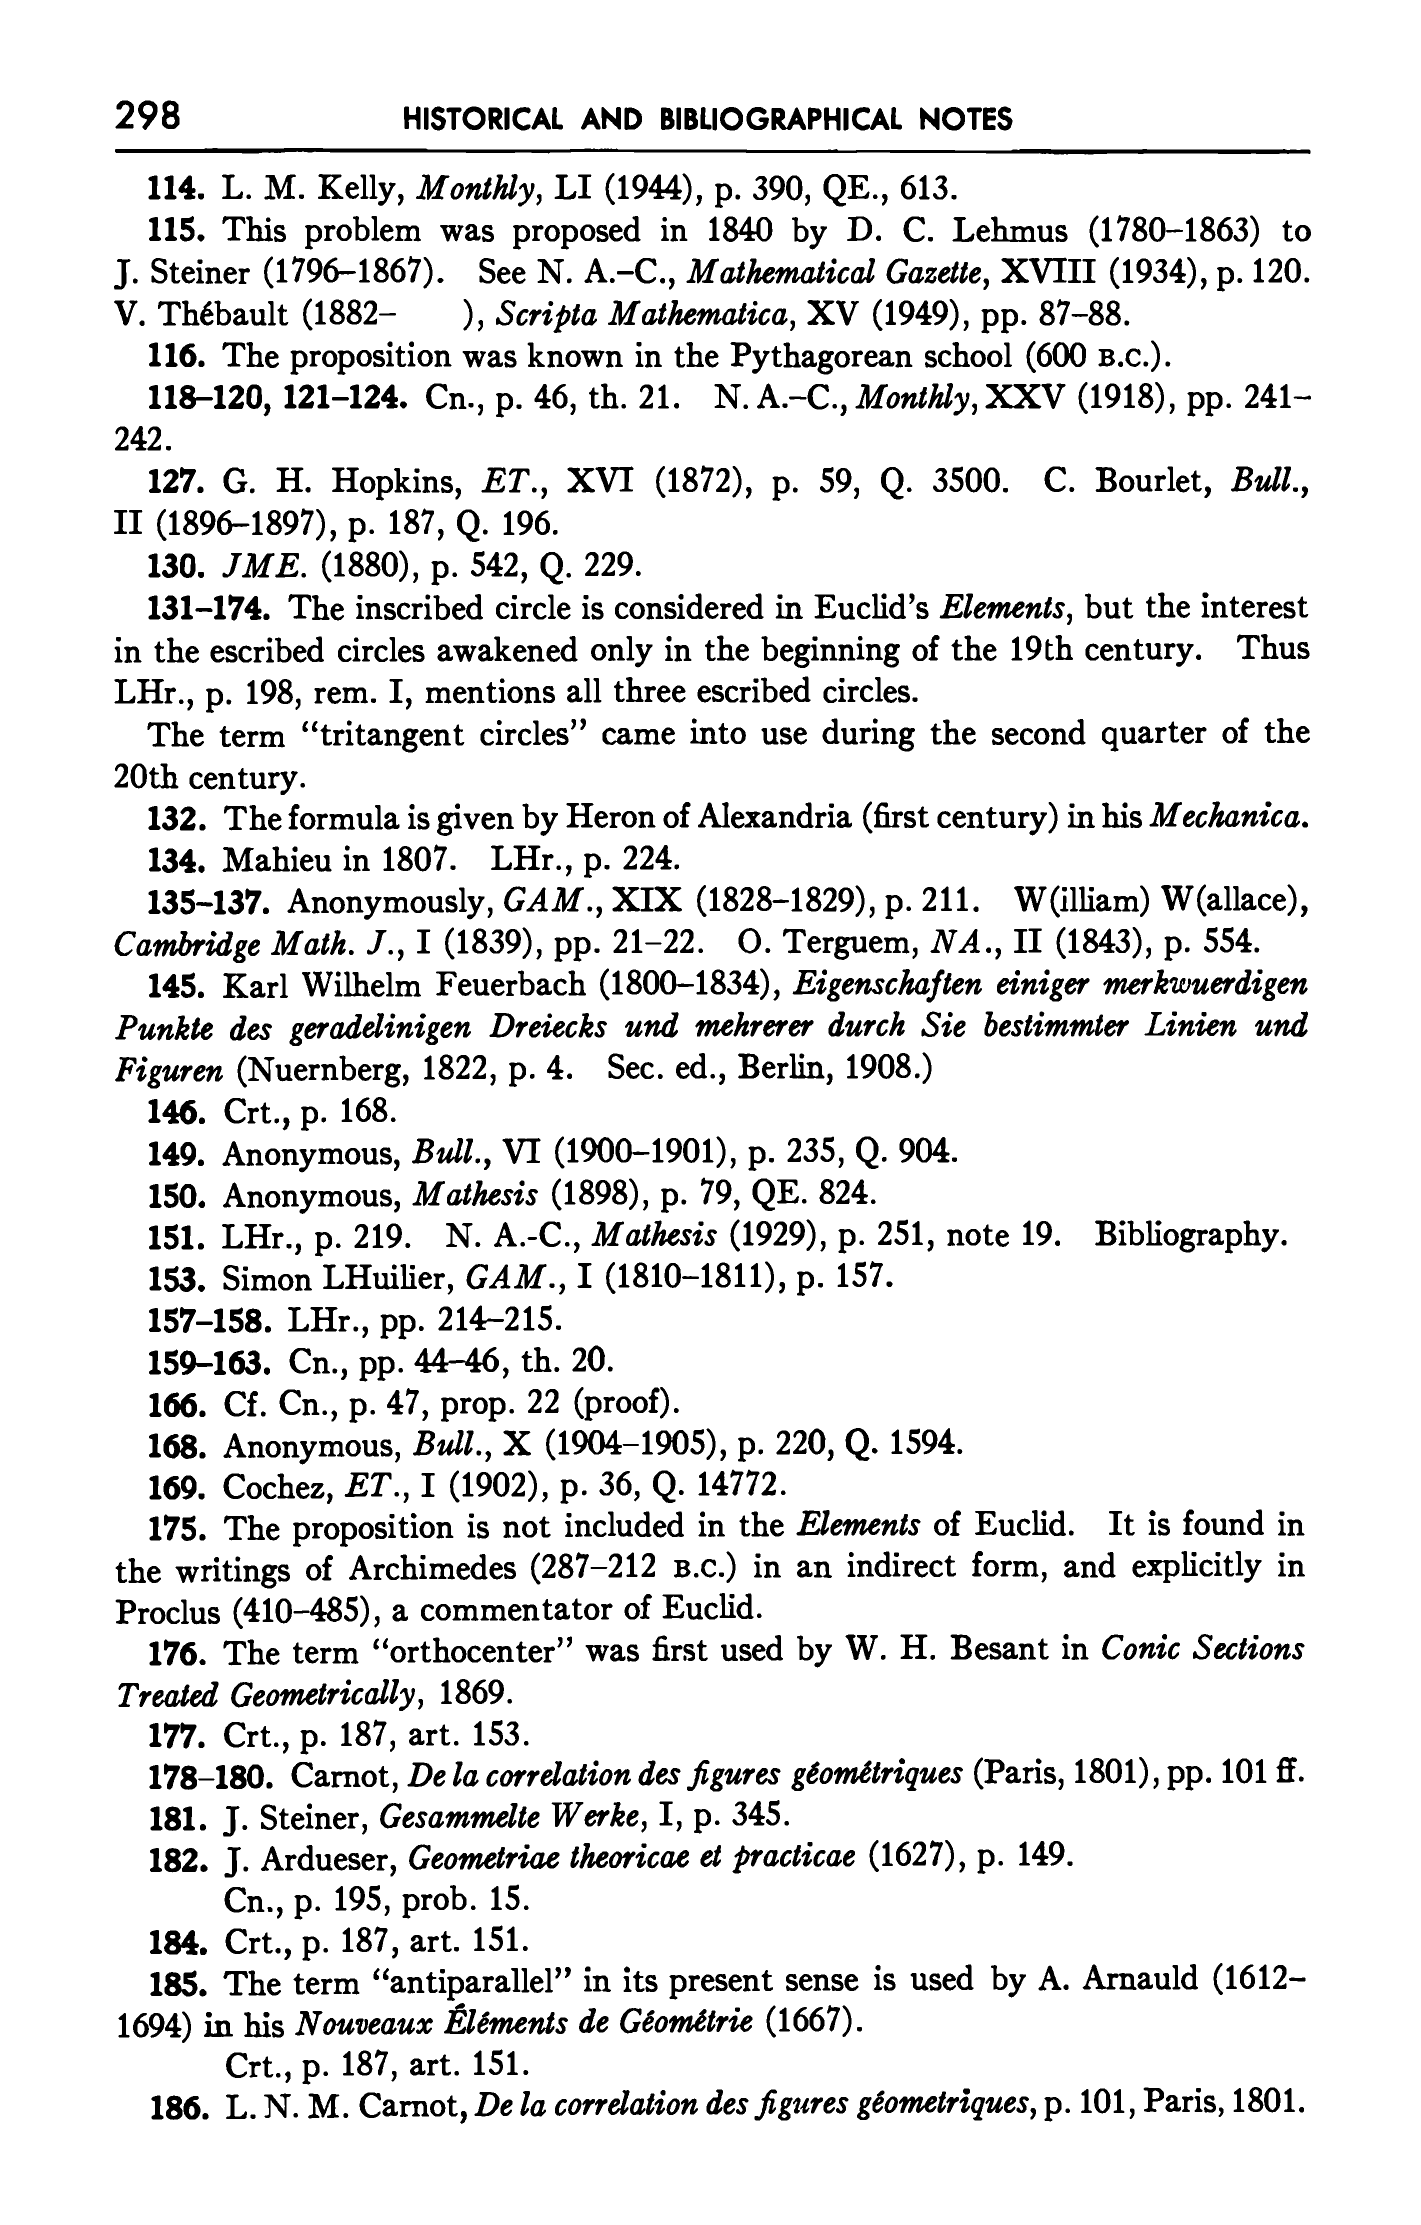 298 HISTORICAL AND BIBLIOGRAPHICAL NOTES
114. L. M. Kelly, Monthly, LI (1944), p. 390, QE., 613.
115. This problem was proposed in 1840 by D. C. Lehmus (1780–1863) to
J. Steiner (1796–1867). See N. A.–C., Mathematical Gazette, XVIII (1934), p. 120.
V. Thébault (1882– ), Scripta Mathematica, XV (1949), pp. 87–88.
116. The proposition was known in the Pythagorean school (600 B.C.).
118–120, 121–124. Cn., p. 46, th. 21. N. A.–C., Monthly, XXV (1918), pp. 241–
242.
127. G. H. Hopkins, ET., XVI (1872), p. 59, Q. 3500. C. Bourlet, Bull.,
II (1896–1897), p. 187, Q. 196.
130. JME. (1880), p. 542, Q. 229.
131–174. The inscribed circle is considered in Euclid's Elements, but the interest
in the escribed circles awakened only in the beginning of the 19th century. Thus
LHr., p. 198, rem. I, mentions all three escribed circles.
The term "tritangent circles" came into use during the second quarter of the
20th century.
132. The formula is given by Heron of Alexandria (first century) in his Mechanica.
134. Mahieu in 1807. LHr., p. 224.
135–137. Anonymously, GAM., XIX (1828–1829), p. 211. W(illiam) W(allace),
Cambridge Math. J., I (1839), pp. 21–22. O. Terguem, NA., II (1843), p. 554.
145. Karl Wilhelm Feuerbach (1800–1834), Eigenschaften einiger merkwuerdigen
Punkte des geradelinigen Dreiecks und mehrerer durch Sie bestimmter Linien und
Figuren (Nuernberg, 1822, p. 4. Sec. ed., Berlin, 1908.)
146. Crt., p. 168.
149. Anonymous, Bull., VI (1900–1901), p. 235, Q. 904.
150. Anonymous, Mathesis (1898), p. 79, QE. 824.
151. LHr., p. 219. N. A.-C., Mathesis (1929), p. 251, note 19. Bibliography.
153. Simon LHuilier, GAM., I (1810–1811), p. 157.
157–158. LHr., pp. 214–215.
159–163. Cn., pp. 44–46, th. 20.
166. Cf. Cn., p. 47, prop. 22 (proof).
168. Anonymous, Bull., X (1904–1905), p. 220, Q. 1594.
169. Cochez, ET., I (1902), p. 36, Q. 14772.
175. The proposition is not included in the Elements of Euclid. It is found in
the writings of Archimedes (287–212 B.C.) in an indirect form, and explicitly in
Proclus (410–485), a commentator of Euclid.
176. The term "orthocenter" was first used by W. H. Besant in Conic Sections
Treated Geometrically, 1869.
177. Crt., p. 187, art. 153.
178–180. Carnot, De la correlation des figures géométriques (Paris, 1801), pp. 101 ff.
181. J. Steiner, Gesammelte Werke, I, p. 345.
182. J. Ardueser, Geometriae theoricae et practicae (1627), p. 149.
Cn., p. 195, prob. 15.
184. Crt., p. 187, art. 151.
185. The term "antiparallel" in its present sense is used by A. Arnauld (1612–
1694) in his Nouveaux Éléments de Géométrie (1667).
Crt., p. 187, art. 151.
186. L. N. M. Carnot, De la correlation des figures géometriques, p. 101, Paris, 1801.